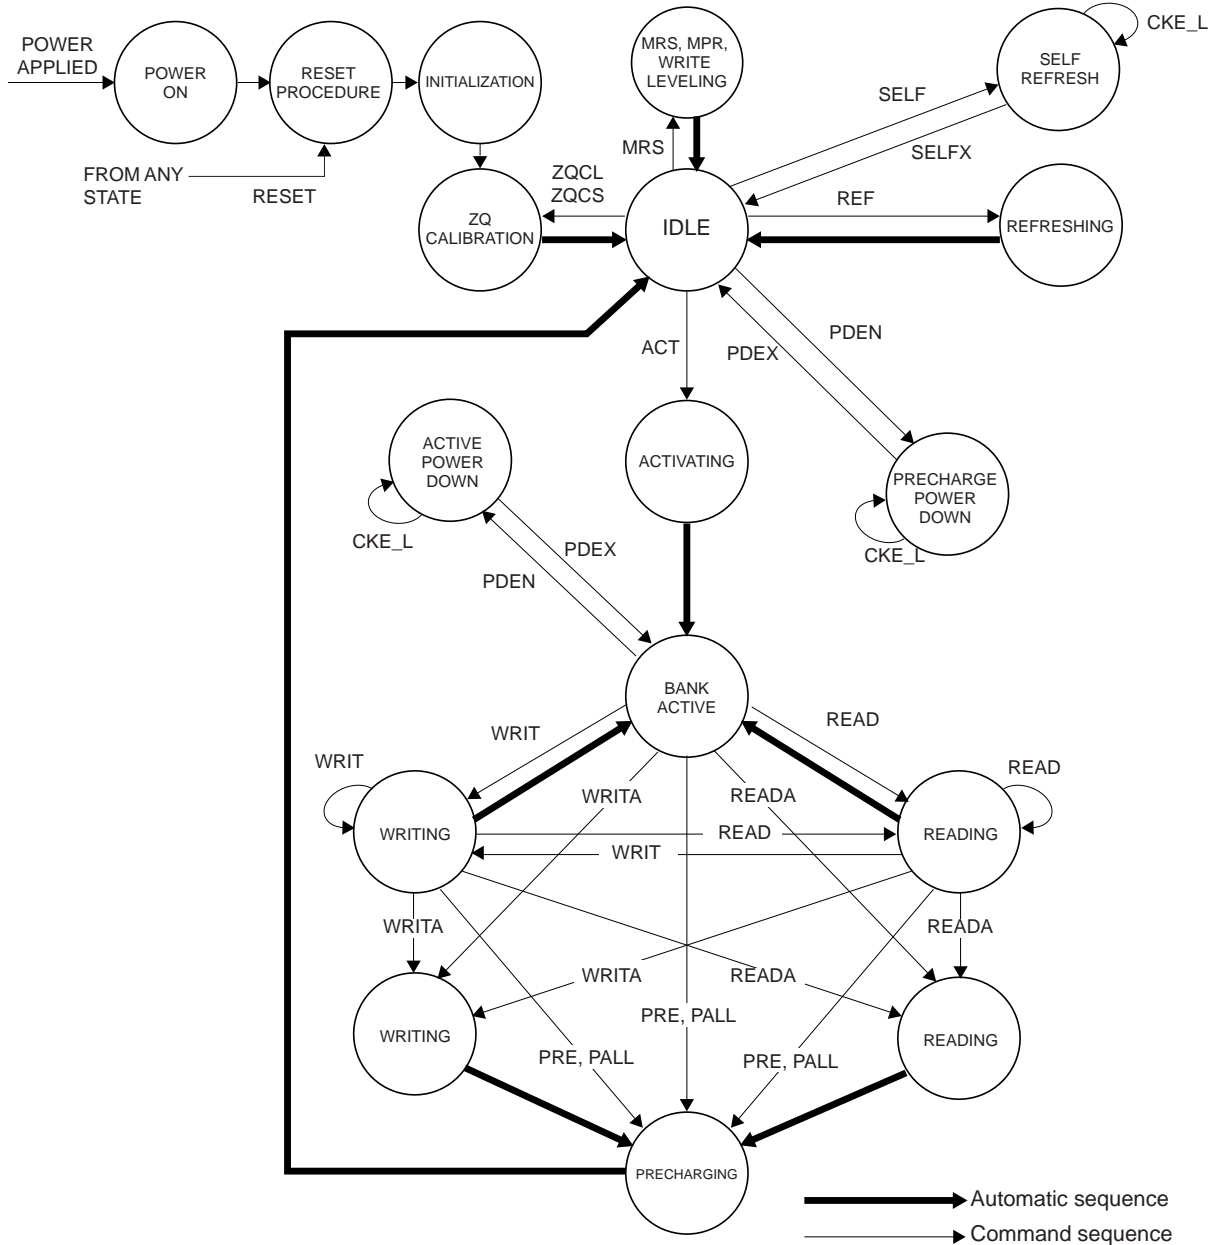 POWER
APPLIED
POWER
ON
RESET
PROCEDURE
INITIALIZATION
MRS, MPR,
WRITE
LEVELING
SELF
REFRESH
CKE_L
FROM ANY
STATE
RESET
MRS
SELF
SELFX
ZQCL
ZQCS
ZQ
CALIBRATION
IDLE
REF
REFRESHING
ACT
PDEX
PDEN
ACTIVE
POWER
DOWN
CKE_L
ACTIVATING
PRECHARGE
POWER
DOWN
CKE_L
PDEX
PDEN
BANK
ACTIVE
WRIT
READ
WRIT
READ
WRITA
READA
WRITING
READ
WRIT
READING
WRITA
READA
WRITA
READA
WRITING
PRE, PALL
READING
PRE, PALL
PRE, PALL
PRECHARGING
Automatic sequence
Command sequence